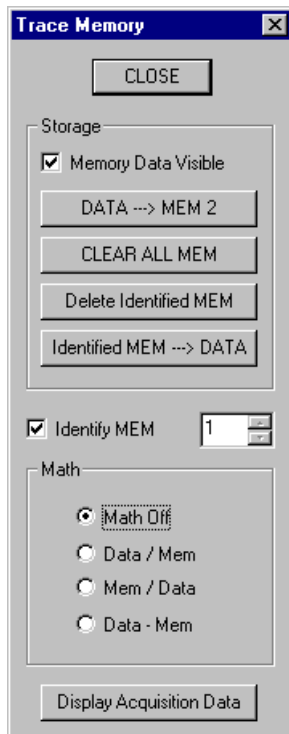 Trace Memory
CLOSE
Storage
Memory Data Visible
DATA ---> MEM 2
CLEAR ALL MEM
Delete Identified MEM
Identified MEM ---> DATA
Identify MEM 1
Math
Math Off
Data / Mem
Mem / Data
Data - Mem
Display Acquisition Data